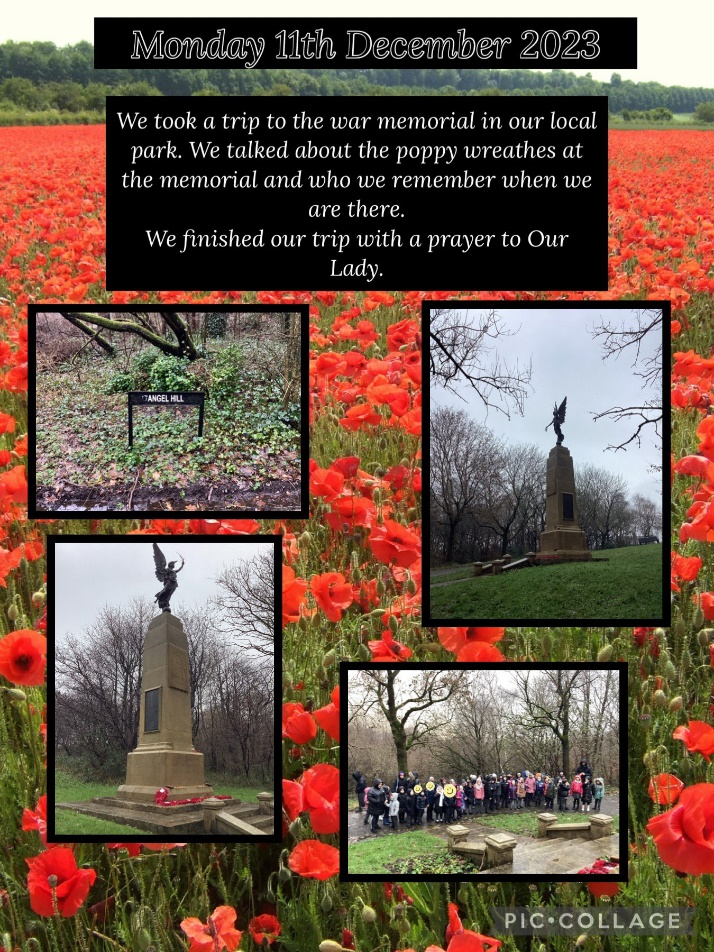 Monday 11th December 2023
We took a trip to the war memorial in our local
park. We talked about the poppy wreathes at
the memorial and who we remember when we
are there.
We finished our trip with a prayer to Our
Lady.
ANGEL HILL
PIC•COLLAGE